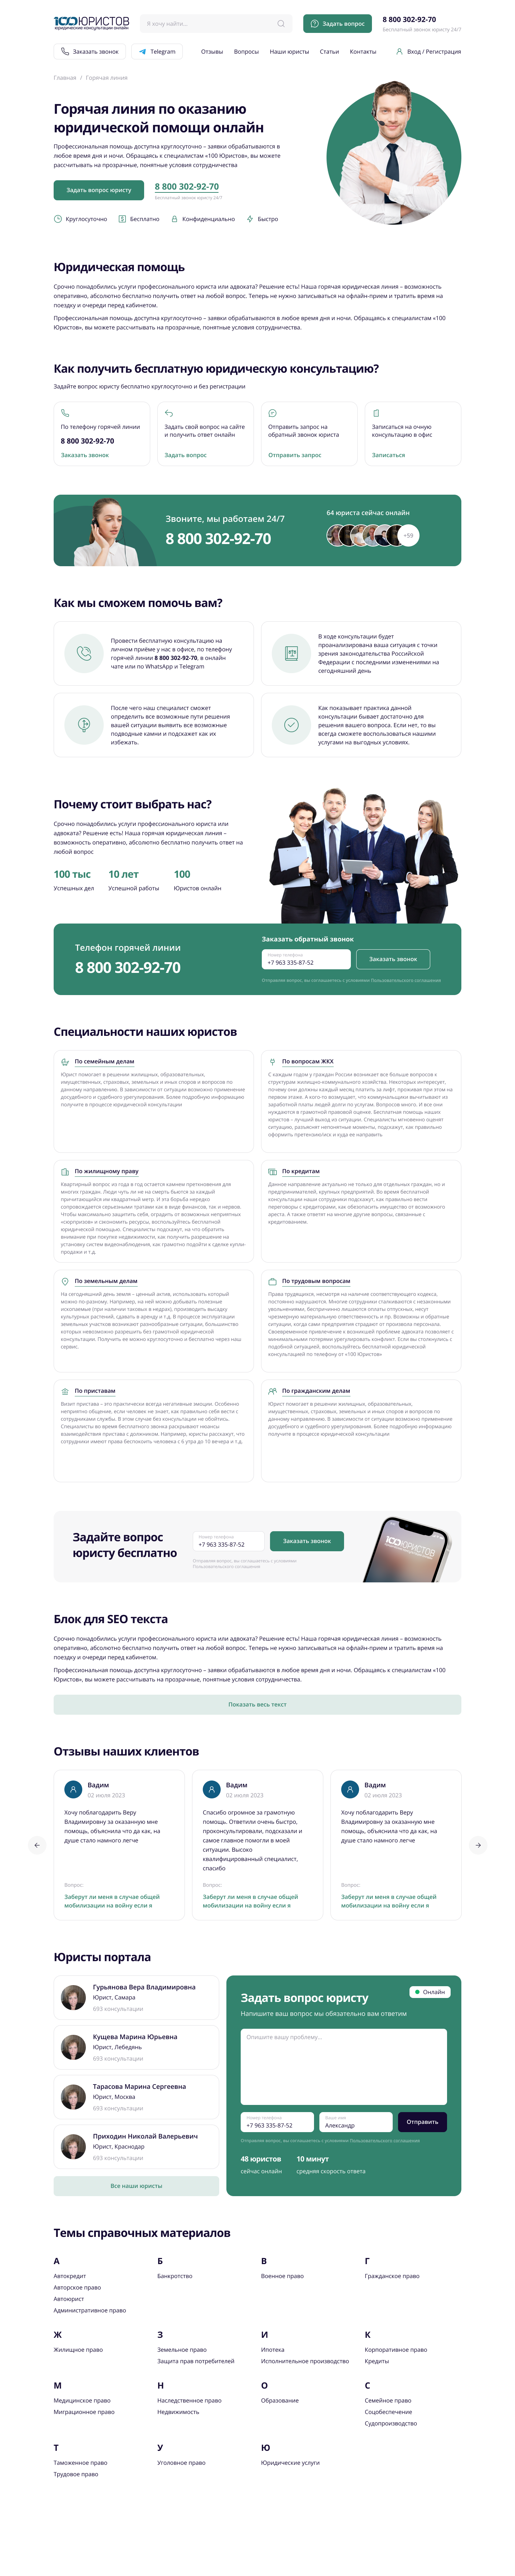 100ЮРИСТОВ
юридические консультации онлайн
Я хочу найти...
Задать вопрос
8 800 302-92-70
Бесплатный звонок юристу 24/7
Заказать звонок
Telegram
Отзывы
Вопросы
Наши юристы
Статьи
Контакты
Вход / Регистрация
Главная / Горячая линия
Горячая линия по оказанию
юридической помощи онлайн
Профессиональная помощь доступна круглосуточно – заявки обрабатываются в
любое время дня и ночи. Обращаясь к специалистам «100 Юристов», вы можете
рассчитывать на прозрачные, понятные условия сотрудничества
Задать вопрос юристу
8 800 302-92-70
Бесплатный звонок юристу 24/7
Круглосуточно
Бесплатно
Конфиденциально
Быстро
Юридическая помощь
Срочно понадобились услуги профессионального юриста или адвоката? Решение есть! Наша горячая юридическая линия – возможность
оперативно, абсолютно бесплатно получить ответ на любой вопрос. Теперь не нужно записываться на офлайн-прием и тратить время на
поездку и очереди перед кабинетом.
Профессиональная помощь доступна круглосуточно – заявки обрабатываются в любое время дня и ночи. Обращаясь к специалистам «100
Юристов», вы можете рассчитывать на прозрачные, понятные условия сотрудничества.
Как получить бесплатную юридическую консультацию?
Задайте вопрос юристу бесплатно круглосуточно и без регистрации
По телефону горячей линии
8 800 302-92-70
Заказать звонок
Задать свой вопрос на сайте
и получить ответ онлайн
Задать вопрос
Отправить запрос на
обратный звонок юриста
Отправить запрос
Записаться на очную
консультацию в офис
Записаться
Звоните, мы работаем 24/7
8 800 302-92-70
64 юриста сейчас онлайн
+59
Как мы сможем помочь вам?
Провести бесплатную консультацию на
личном приёме у нас в офисе, по телефону
горячей линии 8 800 302-92-70, в онлайн
чате или по WhatsApp и Telegram
В ходе консультации будет
проанализирована ваша ситуация с точки
зрения законодательства Российской
Федерации с последними изменениями на
сегодняшний день
После чего наш специалист сможет
определить все возможные пути решения
вашей ситуации выявить все возможные
подводные камни и подскажет как их
избежать.
Как показывает практика данной
консультации бывает достаточно для
решения вашего вопроса. Если нет, то вы
всегда сможете воспользоваться нашими
услугами на выгодных условиях.
Почему стоит выбрать нас?
Срочно понадобились услуги профессионального юриста или
адвоката? Решение есть! Наша горячая юридическая линия –
возможность оперативно, абсолютно бесплатно получить ответ на
любой вопрос
100 тыс
Успешных дел
10 лет
Успешной работы
100
Юристов онлайн
Телефон горячей линии
8 800 302-92-70
Заказать обратный звонок
Номер телефона
+7 963 335-87-52
Заказать звонок
Отправляя вопрос, вы соглашаетесь с условиями Пользовательского соглашения
Специальности наших юристов
По семейным делам
Юрист помогает в решении жилищных, образовательных,
имущественных, страховых, земельных и иных споров и вопросов по
данному направлению. В зависимости от ситуации возможно применение
досудебного и судебного урегулирования. Более подробную информацию
получите в процессе юридической консультации
По вопросам ЖКХ
С каждым годом у граждан России возникает все больше вопросов к
структурам жилищно-коммунального хозяйства. Некоторых интересует,
почему они должны каждый месяц платить за лифт, проживая при этом на
первом этаже. А кого-то возмущает, что коммунальщики вычитывают из
заработной платы людей долги по услугам. Вопросов много. И все они
нуждаются в грамотной правовой оценке. Бесплатная помощь наших
юристов – лучший выход из ситуации. Специалисты мгновенно оценят
ситуацию, разъяснят непонятные моменты, подскажут, как правильно
оформить претензию/иск и куда ее направить
По жилищному праву
Квартирный вопрос из года в год остается камнем преткновения для
многих граждан. Люди чуть ли не на смерть бьются за каждый
причитающийся им квадратный метр. И эта борьба нередко
сопровождается серьезными тратами как в виде финансов, так и нервов.
Чтобы максимально защитить себя, оградить от возможных неприятных
«сюрпризов» и сэкономить ресурсы, воспользуйтесь бесплатной
юридической помощью. Специалисты подскажут, на что обратить
внимание при покупке недвижимости, как получить разрешение на
установку систем видеонаблюдения, как грамотно подойти к сделке купли-
продажи и т.д.
По кредитам
Данное направление актуально не только для отдельных граждан, но и
предпринимателей, крупных предприятий. Во время бесплатной
консультации наши сотрудники подскажут, как правильно вести
переговоры с кредиторами, как обезопасить имущество от возможного
ареста. А также ответят на многие другие вопросы, связанные с
кредитованием.
По земельным делам
На сегодняшний день земля – ценный актив, использовать который
можно по-разному. Например, на ней можно добывать полезные
ископаемые (при наличии таковых в недрах), производить высадку
культурных растений, сдавать в аренду и т.д. В процессе эксплуатации
земельных участков возникают разнообразные ситуации, большинство
которых невозможно разрешить без грамотной юридической
консультации. Получить ее можно круглосуточно и бесплатно через наш
сервис.
По трудовым вопросам
Права трудящихся, несмотря на наличие соответствующего кодекса,
постоянно нарушаются. Многие сотрудники сталкиваются с незаконными
увольнениями, беспричинно лишаются оплаты отпускных, несут
чрезмерную материальную ответственность и пр. Возможны и обратные
ситуации, когда само предприятия страдает от произвола персонала.
Своевременное привлечение к возникшей проблеме адвоката позволяет с
минимальными потерями урегулировать конфликт. Если вы столкнулись с
подобной ситуацией, воспользуйтесь бесплатной юридической
консультацией по телефону от «100 Юристов»
По приставам
Визит пристава – это практически всегда негативные эмоции. Особенно
неприятно общение, если человек не знает, как правильно себя вести с
сотрудниками службы. В этом случае без консультации не обойтись.
Специалисты во время бесплатного звонка раскрывают нюансы
взаимодействие пристава с должником. Например, юристы расскажут, что
сотрудники имеют права беспокоить человека с 6 утра до 10 вечера и т.д.
По гражданским делам
Юрист помогает в решении жилищных, образовательных,
имущественных, страховых, земельных и иных споров и вопросов по
данному направлению. В зависимости от ситуации возможно применение
досудебного и судебного урегулирования. Более подробную информацию
получите в процессе юридической консультации
Задайте вопрос
юристу бесплатно
Номер телефона
+7 963 335-87-52
Заказать звонок
Отправляя вопрос, вы соглашаетесь с условиями
Пользовательского соглашения
100ЮРИСТОВ
Блок для SEO текста
Срочно понадобились услуги профессионального юриста или адвоката? Решение есть! Наша горячая юридическая линия – возможность
оперативно, абсолютно бесплатно получить ответ на любой вопрос. Теперь не нужно записываться на офлайн-прием и тратить время на
поездку и очереди перед кабинетом.
Профессиональная помощь доступна круглосуточно – заявки обрабатываются в любое время дня и ночи. Обращаясь к специалистам «100
Юристов», вы можете рассчитывать на прозрачные, понятные условия сотрудничества.
Показать весь текст
Отзывы наших клиентов
Вадим
02 июля 2023
Хочу поблагодарить Веру
Владимировну за оказанную мне
помощь, объяснила что да как, на
душе стало намного легче
Вопрос:
Заберут ли меня в случае общей
мобилизации на войну если я
Вадим
02 июля 2023
Спасибо огромное за грамотную
помощь. Ответили очень быстро,
проконсультировали, подсказали и
самое главное помогли в моей
ситуации. Высоко
квалифицированный специалист,
спасибо
Вопрос:
Заберут ли меня в случае общей
мобилизации на войну если я
Вадим
02 июля 2023
Хочу поблагодарить Веру
Владимировну за оказанную мне
помощь, объяснила что да как, на
душе стало намного легче
Вопрос:
Заберут ли меня в случае общей
мобилизации на войну если я
Юристы портала
Гурьянова Вера Владимировна
Юрист, Самара
693 консультации
Кущева Марина Юрьевна
Юрист, Лебедянь
693 консультации
Тарасова Марина Сергеевна
Юрист, Москва
693 консультации
Приходин Николай Валерьевич
Юрист, Краснодар
693 консультации
Все наши юристы
Онлайн
Задать вопрос юристу
Напишите ваш вопрос мы обязательно вам ответим
Опишите вашу проблему...
Номер телефона
+7 963 335-87-52
Ваше имя
Александр
Отправить
Отправляя вопрос, вы соглашаетесь с условиями Пользовательского соглашения
48 юристов
сейчас онлайн
10 минут
средняя скорость ответа
Темы справочных материалов
А
Автокредит
Авторское право
Автоюрист
Административное право
Б
Банкротство
В
Военное право
Г
Гражданское право
Ж
Жилищное право
З
Земельное право
Защита прав потребителей
И
Ипотека
Исполнительное производство
К
Корпоративное право
Кредиты
М
Медицинское право
Миграционное право
Н
Наследственное право
Недвижимость
О
Образование
С
Семейное право
Соцобеспечение
Судопроизводство
Т
Таможенное право
Трудовое право
У
Уголовное право
Ю
Юридические услуги